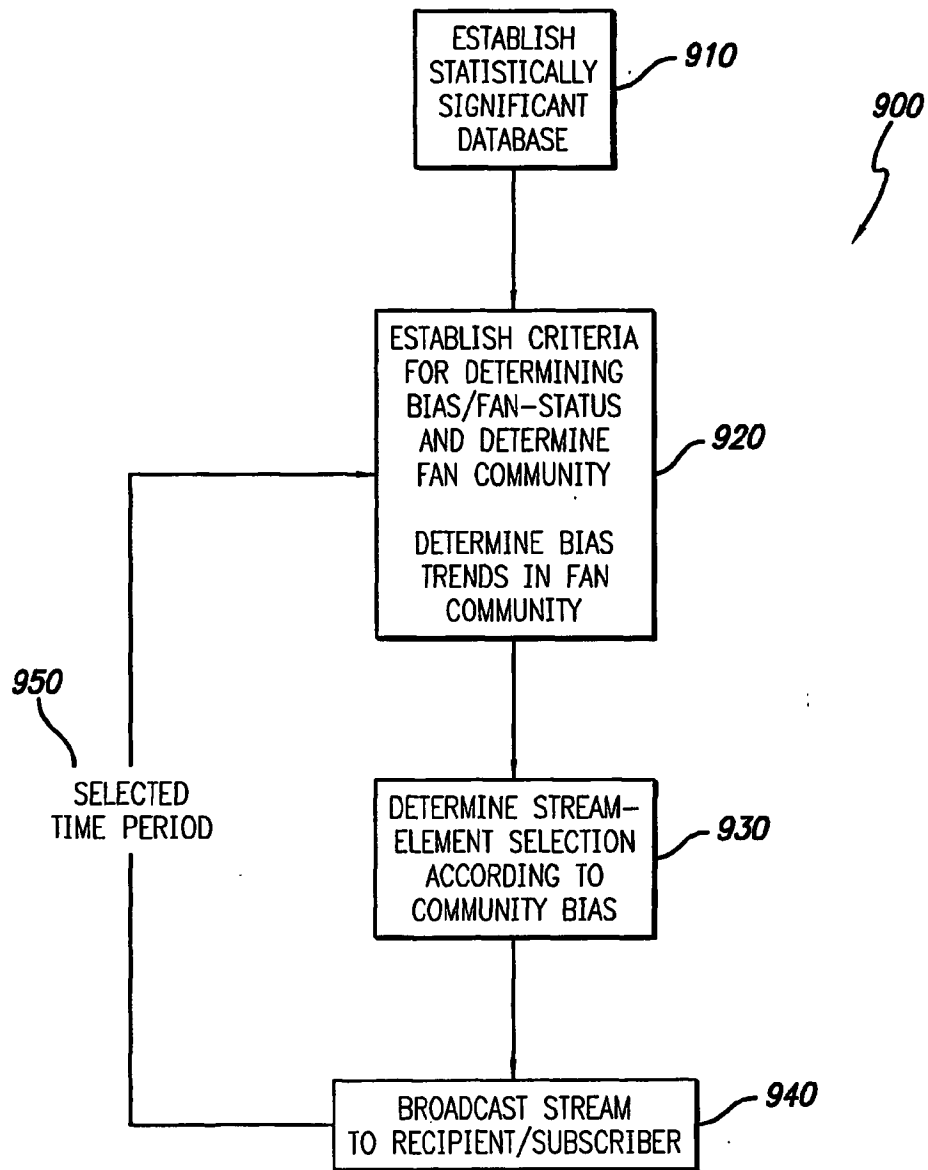 ESTABLISH
STATISTICALLY
SIGNIFICANT
DATABASE
910
900
ESTABLISH CRITERIA
FOR DETERMINING
BIAS/FAN-STATUS
AND DETERMINE
FAN COMMUNITY
DETERMINE BIAS
TRENDS IN FAN
COMMUNITY
920
950
SELECTED
TIME PERIOD
DETERMINE STREAM-
ELEMENT SELECTION
ACCORDING TO
COMMUNITY BIAS
930
BROADCAST STREAM
TO RECIPIENT/SUBSCRIBER
940